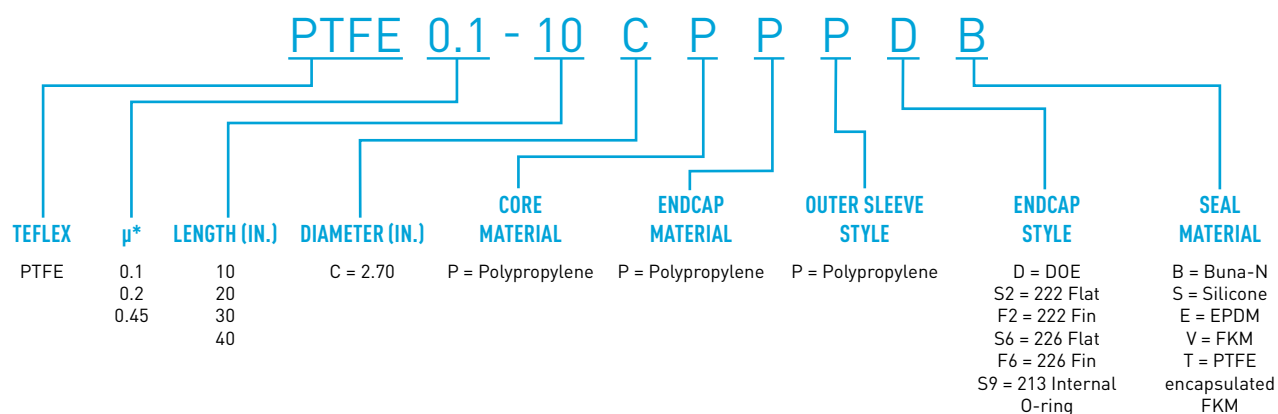 PTFE 0.1 - 10 C P P P D B
TEFLEX
PTFE
µ*
0.1
0.2
0.45
LENGTH (IN.)
10
20
30
40
DIAMETER (IN.)
C = 2.70
CORE
MATERIAL
P = Polypropylene
ENDCAP
MATERIAL
P = Polypropylene
OUTER SLEEVE
STYLE
P = Polypropylene
ENDCAP
STYLE
D = DOE
S2 = 222 Flat
F2 = 222 Fin
S6 = 226 Flat
F6 = 226 Fin
S9 = 213 Internal
O-ring
SEAL
MATERIAL
B = Buna-N
S = Silicone
E = EPDM
V = FKM
T = PTFE
encapsulated
FKM